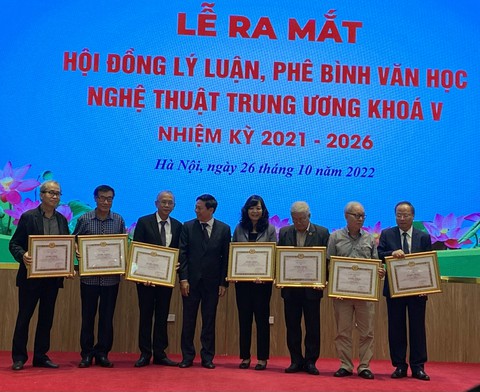 LỄ RA MẮT
HỘI ĐỒNG LÝ LUẬN, PHÊ BÌNH VĂN HỌC
NGHỆ THUẬT TRUNG ƯƠNG KHOÁ V
NHIỆM KỲ 2021 - 2026
Hà Nội, ngày 26 tháng 10 năm 2022